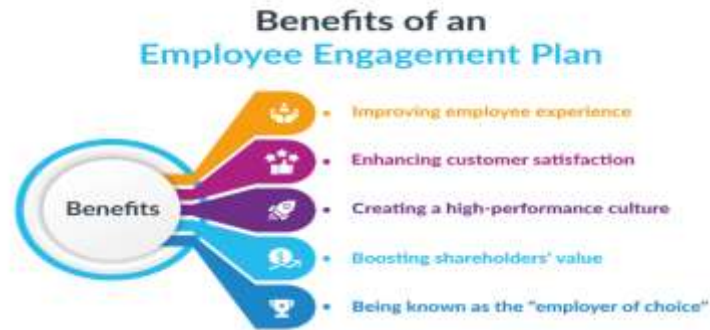 Benefits of an
Employee Engagement Plan
Benefits
• Improving employee experience
• Enhancing customer satisfaction
• Creating a high-performance culture
• Boosting shareholders' value
• Being known as the "employer of choice"